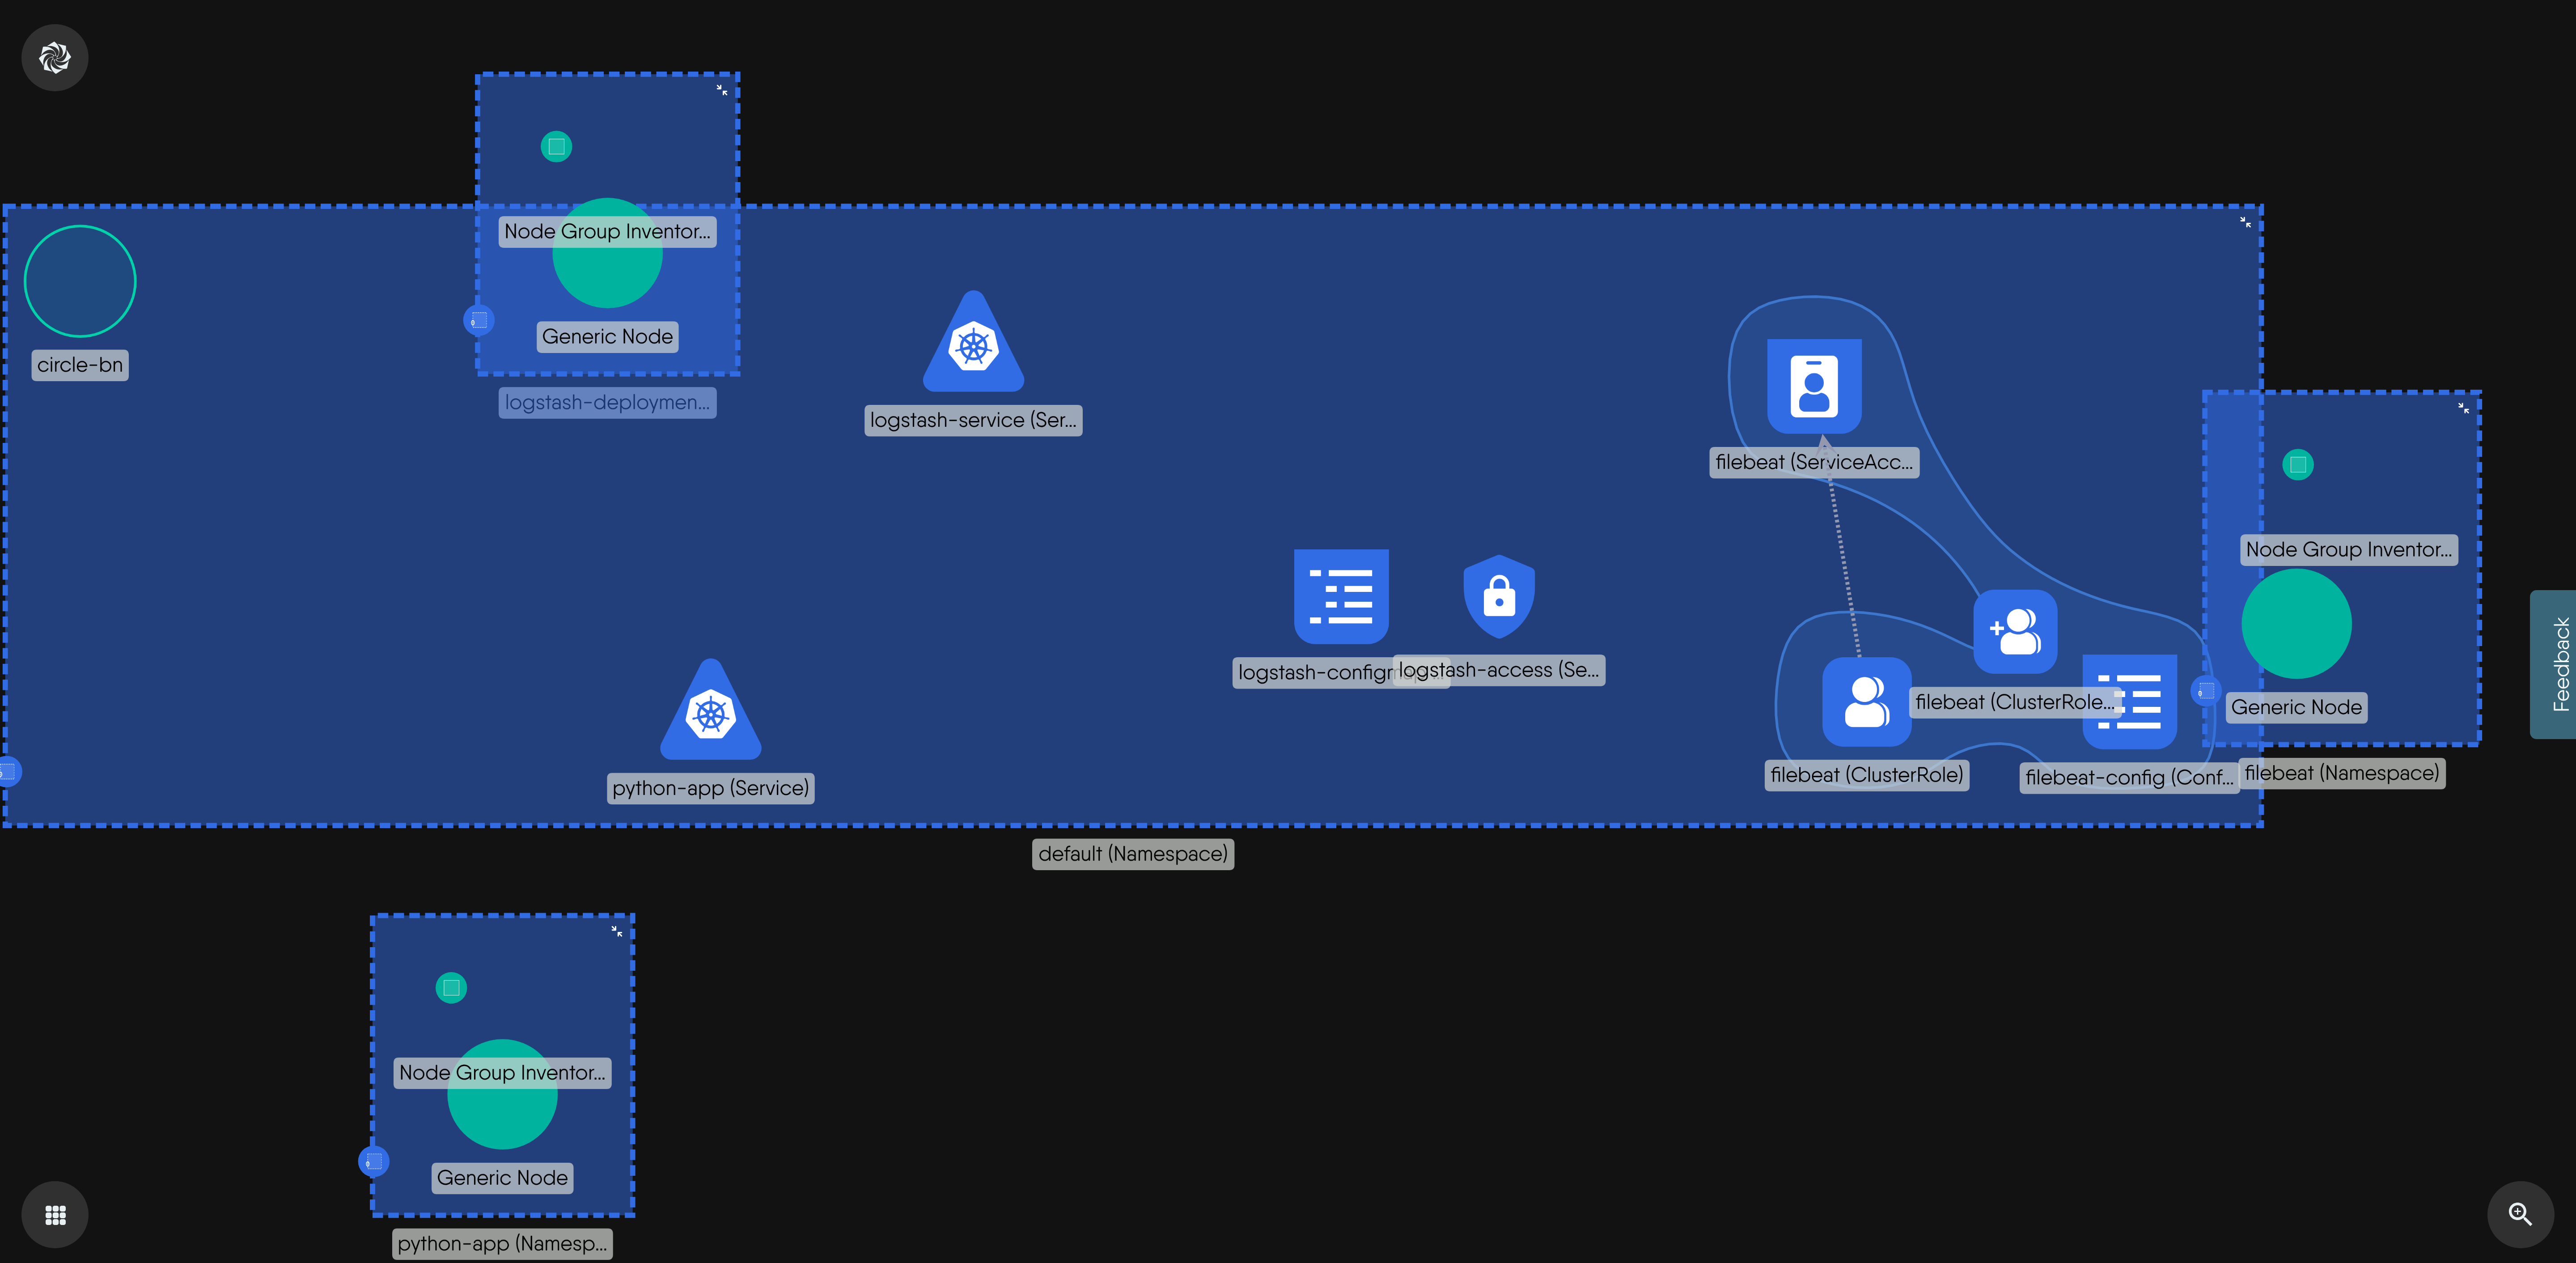 Node Group Inventor...
Generic Node
logstash-deploymen...
circle-bn
logstash-service (Ser...
filebeat (ServiceAcc...
Node Group Inventor...
Generic Node
filebeat (Namespace)
logstash-configm
logstash-access (Se...
filebeat (ClusterRole...
filebeat (ClusterRole)
filebeat-config (Conf...
python-app (Service)
default (Namespace)
Node Group Inventor...
Generic Node
python-app (Namesp...
Feedback